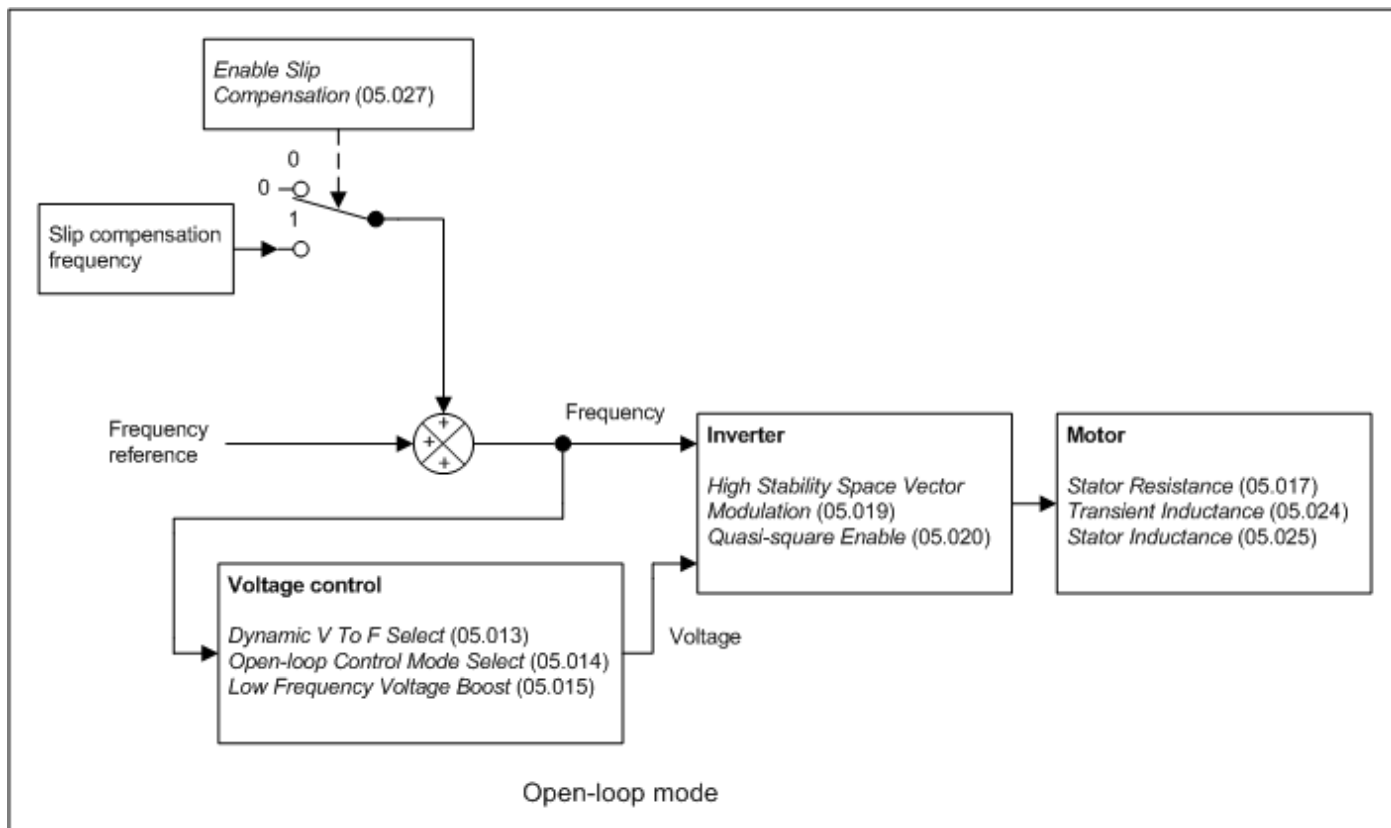 Enable Slip
Compensation (05.027)
0
0
1
Slip compensation
frequency
Frequency
reference
+
+
+
Frequency
Inverter
High Stability Space Vector
Modulation (05.019)
Quasi-square Enable (05.020)
Motor
Stator Resistance (05.017)
Transient Inductance (05.024)
Stator Inductance (05.025)
Voltage control
Dynamic V To F Select (05.013)
Open-loop Control Mode Select (05.014)
Low Frequency Voltage Boost (05.015)
Voltage
Open-loop mode